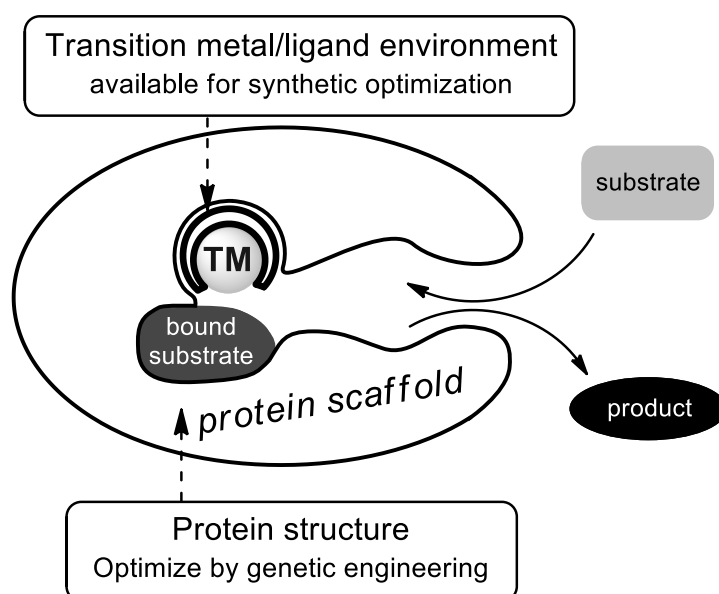 Transition metal/ligand environment
available for synthetic optimization
substrate
TM
bound
substrate
protein scaffold
product
Protein structure
Optimize by genetic engineering